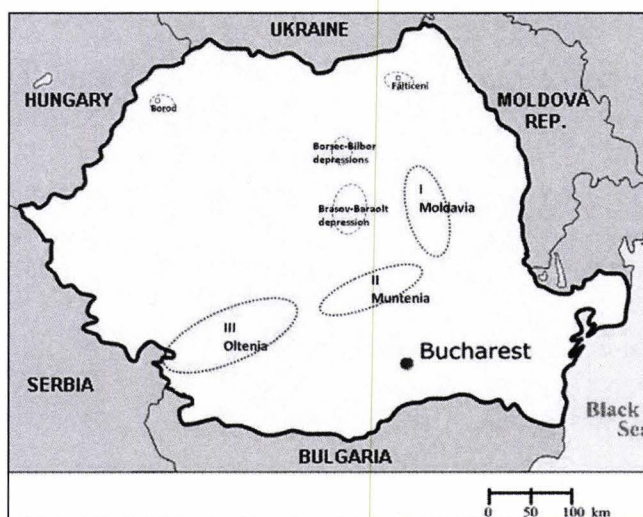 UKRAINE
HUNGARY
Borod
Fălticeni
MOLDOVA
REP.
Borsec-Bilbor
depressions
I
Moldavia
Brasov-Baraolt
depression
II
Muntenia
III
Oltenia
Bucharest
SERBIA
Black
Sea
BULGARIA
0 50 100 km